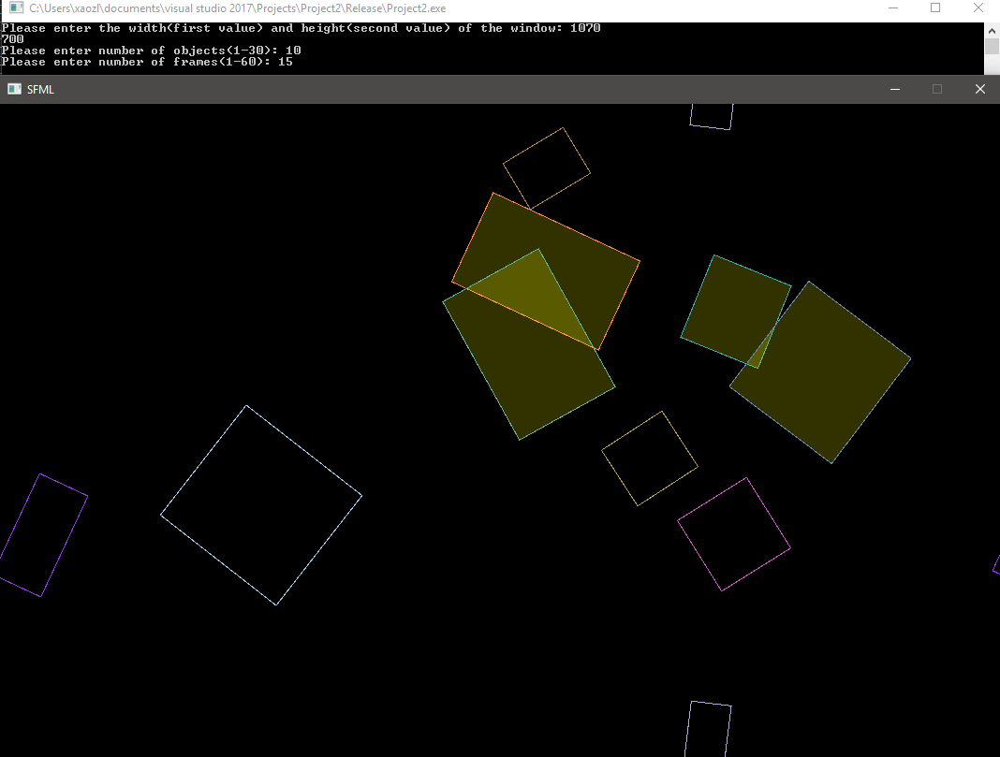 C:\Users\xaozl\documents\visual studio 2017\Projects\Project2\Release\Project2.exe
Please enter the width(first value) and height(second value) of the window: 1070
700
Please enter number of objects(1-30): 10
Please enter number of frames(1-60): 15
SFML